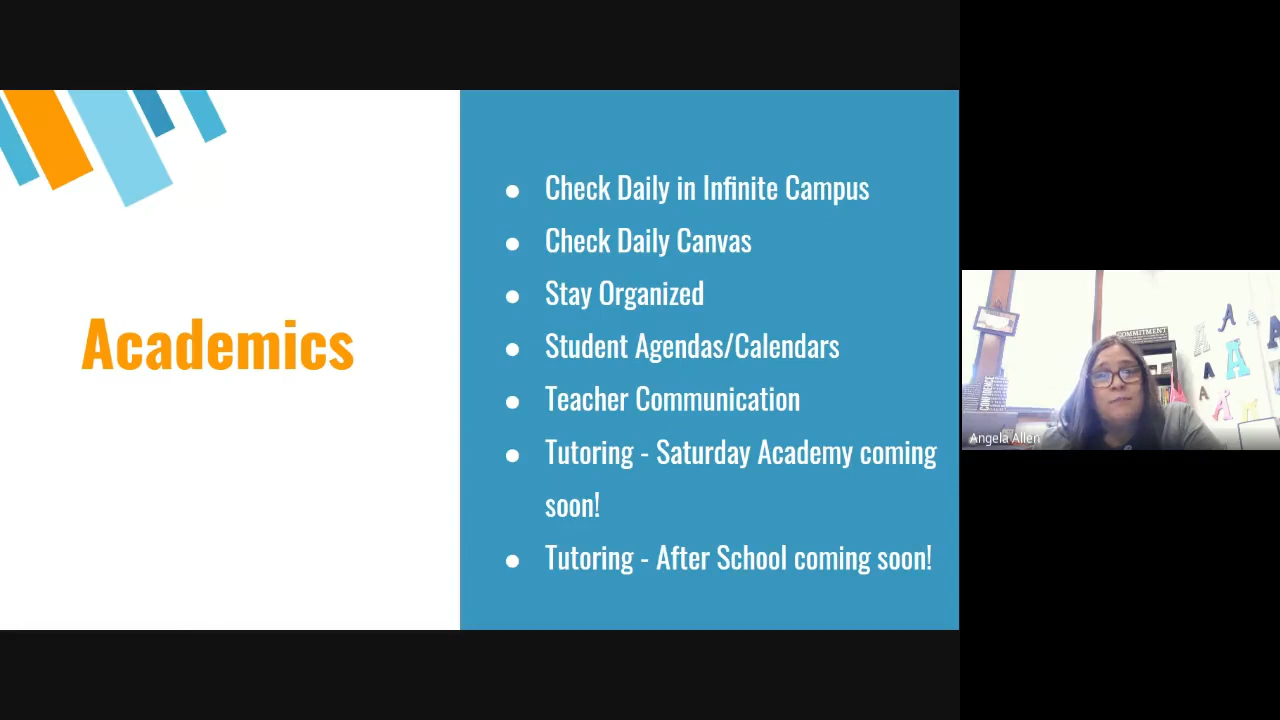 Academics
● Check Daily in Infinite Campus
● Check Daily Canvas
● Stay Organized
● Student Agendas/Calendars
● Teacher Communication
● Tutoring - Saturday Academy coming
soon!
● Tutoring - After School coming soon!
COMMITMENT
A
A
A
A
A
Angela Allen